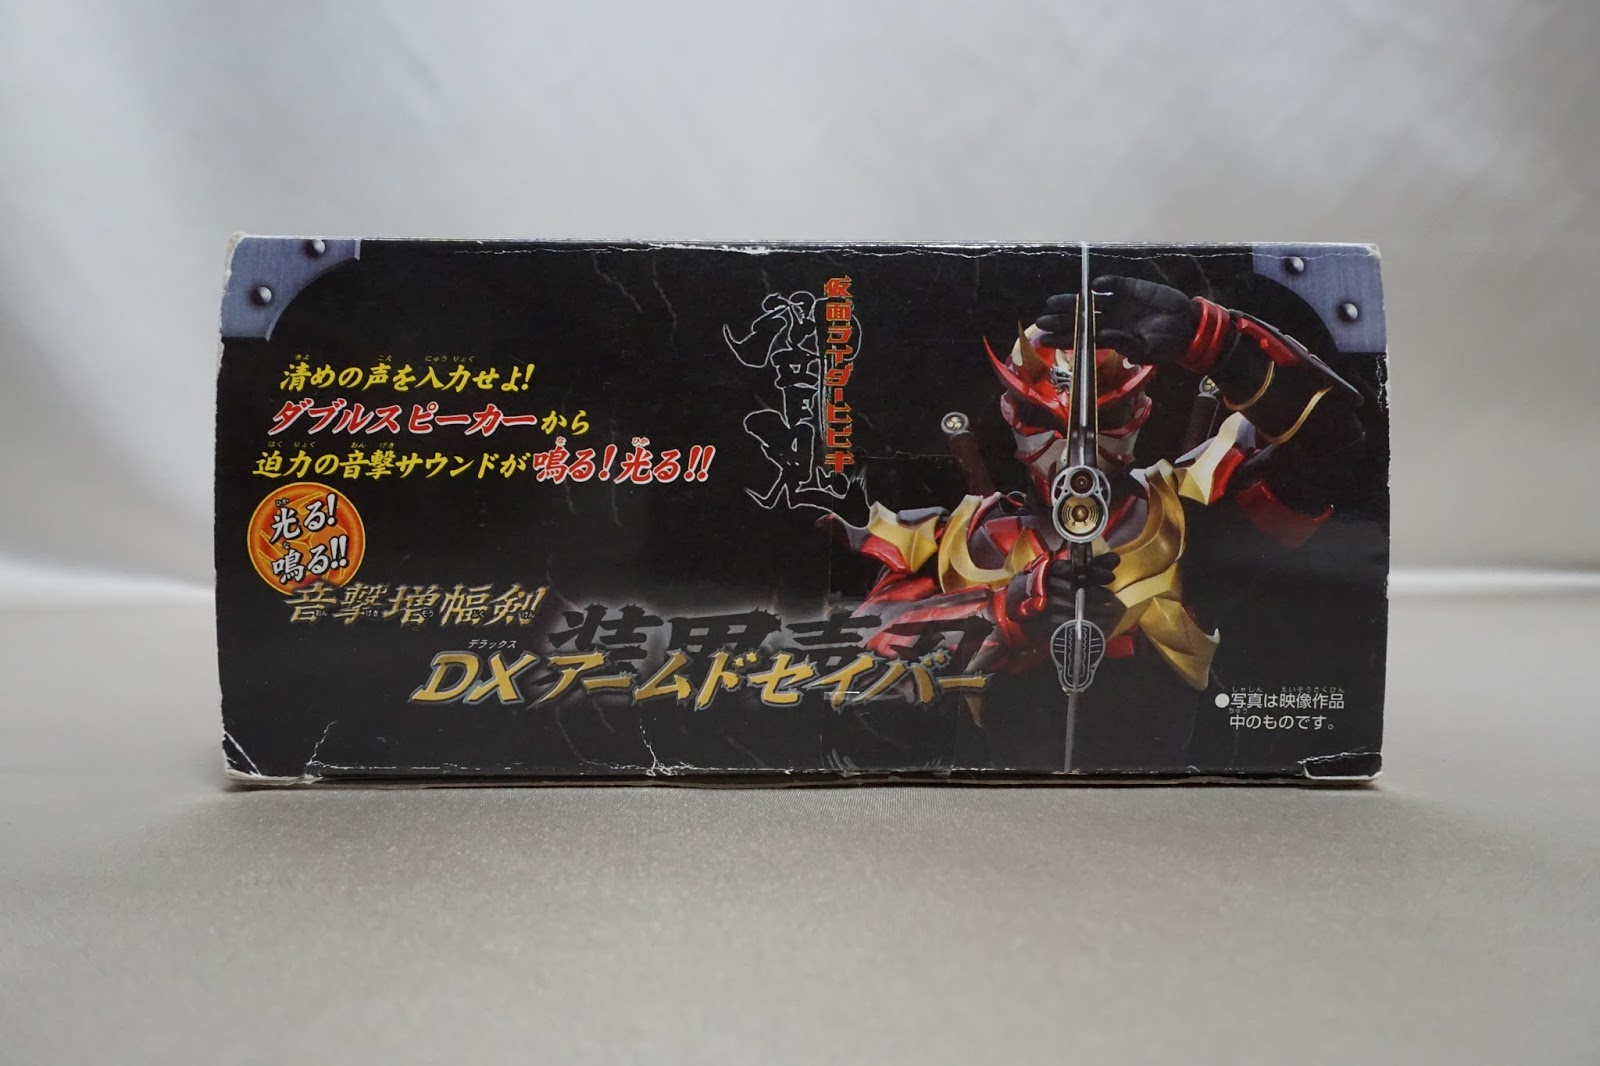 仮面ライダーヒビキ
響鬼
清めの声を入力せよ!
ダブルスピーカーから
迫力の音撃サウンドが鳴る!光る!!
光る!
鳴る!!
音撃増幅剣
装甲声刃
DXアームドセイバー
●写真は映像作品
中のものです。